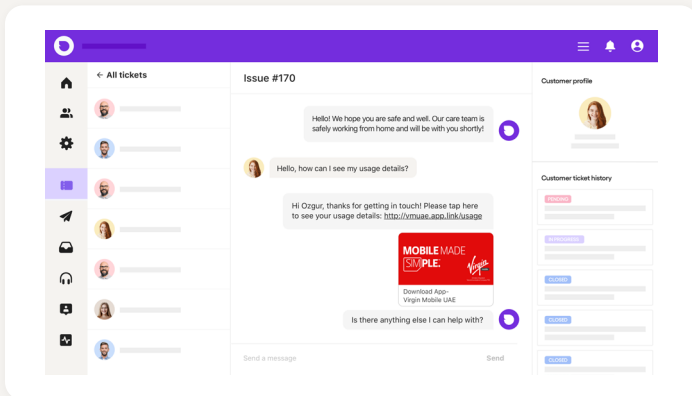 ← All tickets
Issue #170
Hello! We hope you are safe and well. Our care team is
safely working from home and will be with you shortly!
Hello, how can I see my usage details?
Hi Ozgur, thanks for getting in touch! Please tap here
to see your usage details: http://vmuae.app.link/usage
MOBILE MADE
SIMPLE.
Virgin
Download App-
Virgin Mobile UAE
Is there anything else I can help with?
Send a message
Send
Customer profile
Customer ticket history
PENDING
IN PROGRESS
CLOSED
CLOSED
CLOSED